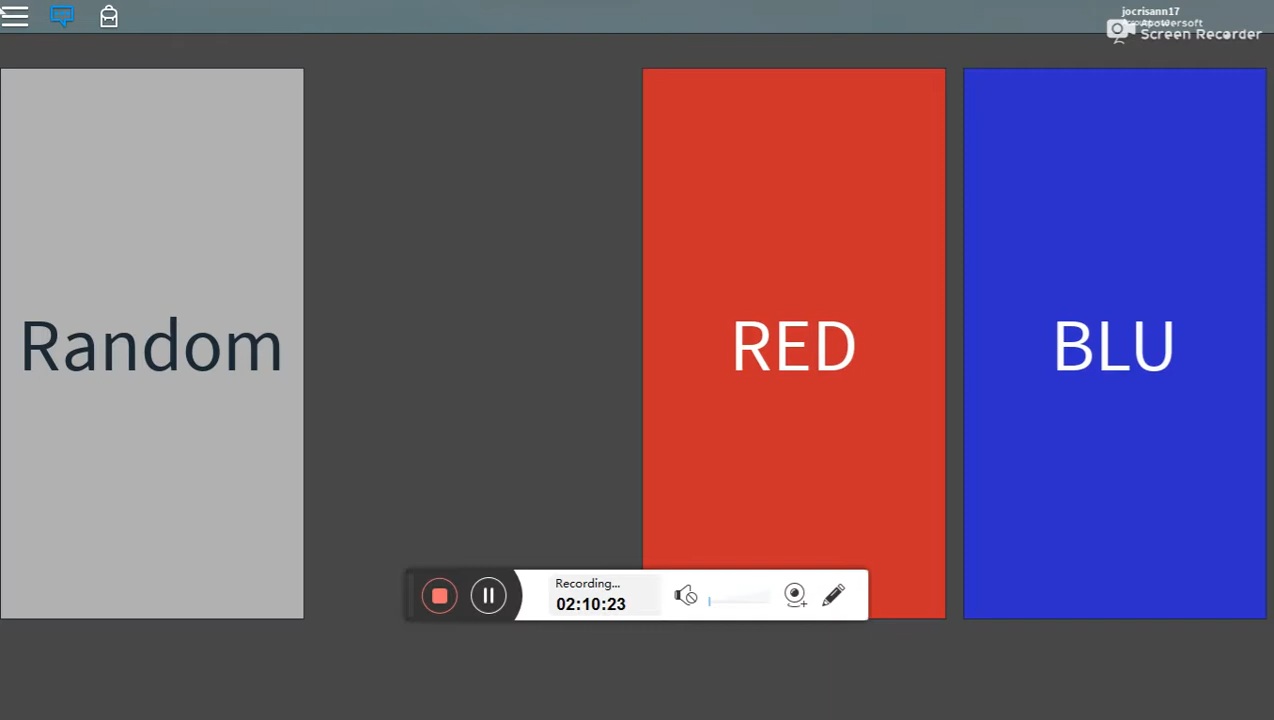 jocrisann17
Apowersoft
Screen Recorder
Random
RED
BLU
Recording...
02:10:23